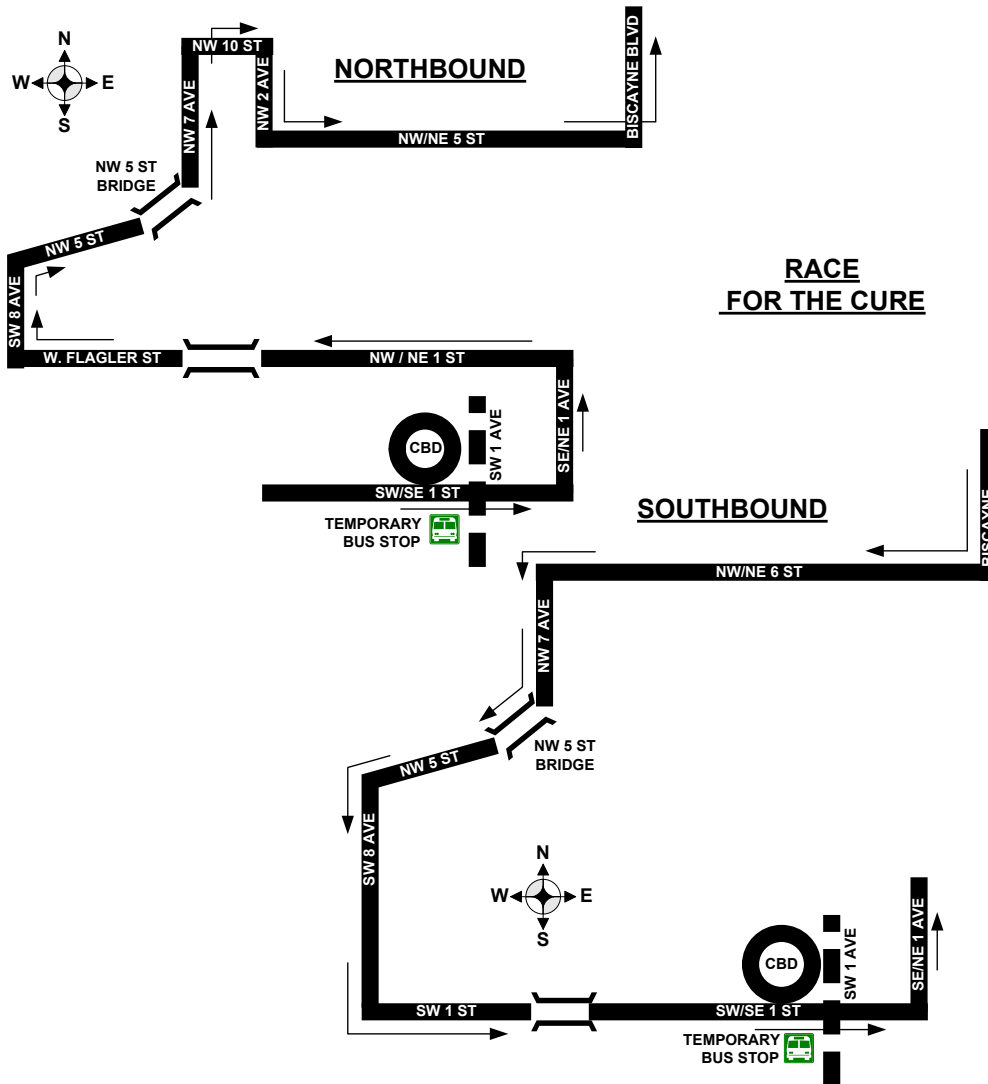 N
W
E
S
NW 10 ST
NORTHBOUND
BISCAYNE BLVD
NW 7 AVE
NW 2 AVE
NW/NE 5 ST
NW 5 ST
BRIDGE
NW 5 ST
SW 8 AVE
RACE
FOR THE CURE
W. FLAGLER ST
NW / NE 1 ST
SE/NE 1 AVE
CBD
SW 1 AVE
SW/SE 1 ST
TEMPORARY
BUS STOP
SOUTHBOUND
BISCAYNE
NW/NE 6 ST
NW 7 AVE
NW 5 ST
BRIDGE
NW 5 ST
SW 8 AVE
N
W
E
S
CBD
SW 1 AVE
SE/NE 1 AVE
SW 1 ST
SW/SE 1 ST
TEMPORARY
BUS STOP